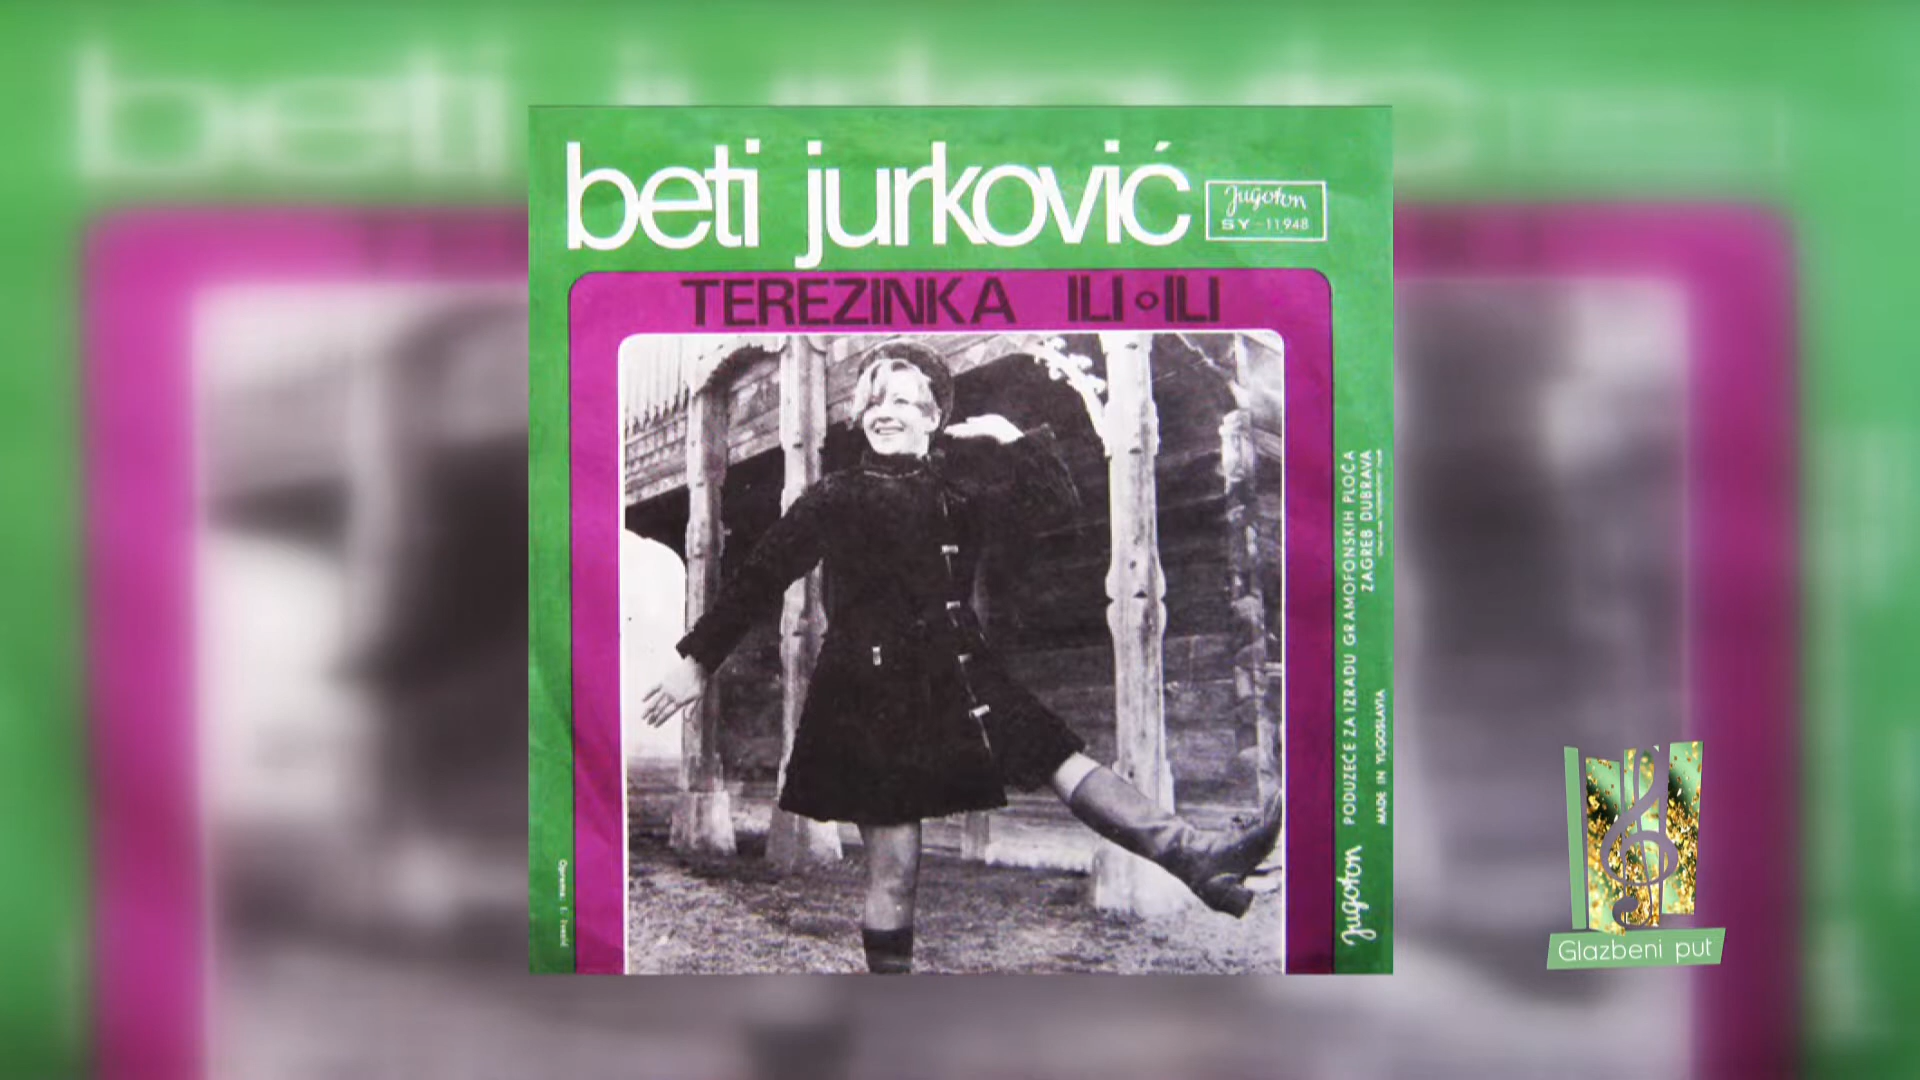 beti jurković
Jugoton
SY-11948
TEREZINKA ILI•ILI
PODUZEĆE ZA IZRADU GRAMOFONSKIH PLOČA
ZAGREB DUBRAVA
MADE IN YUGOSLAVIA
Jugoton
Glazbeni put